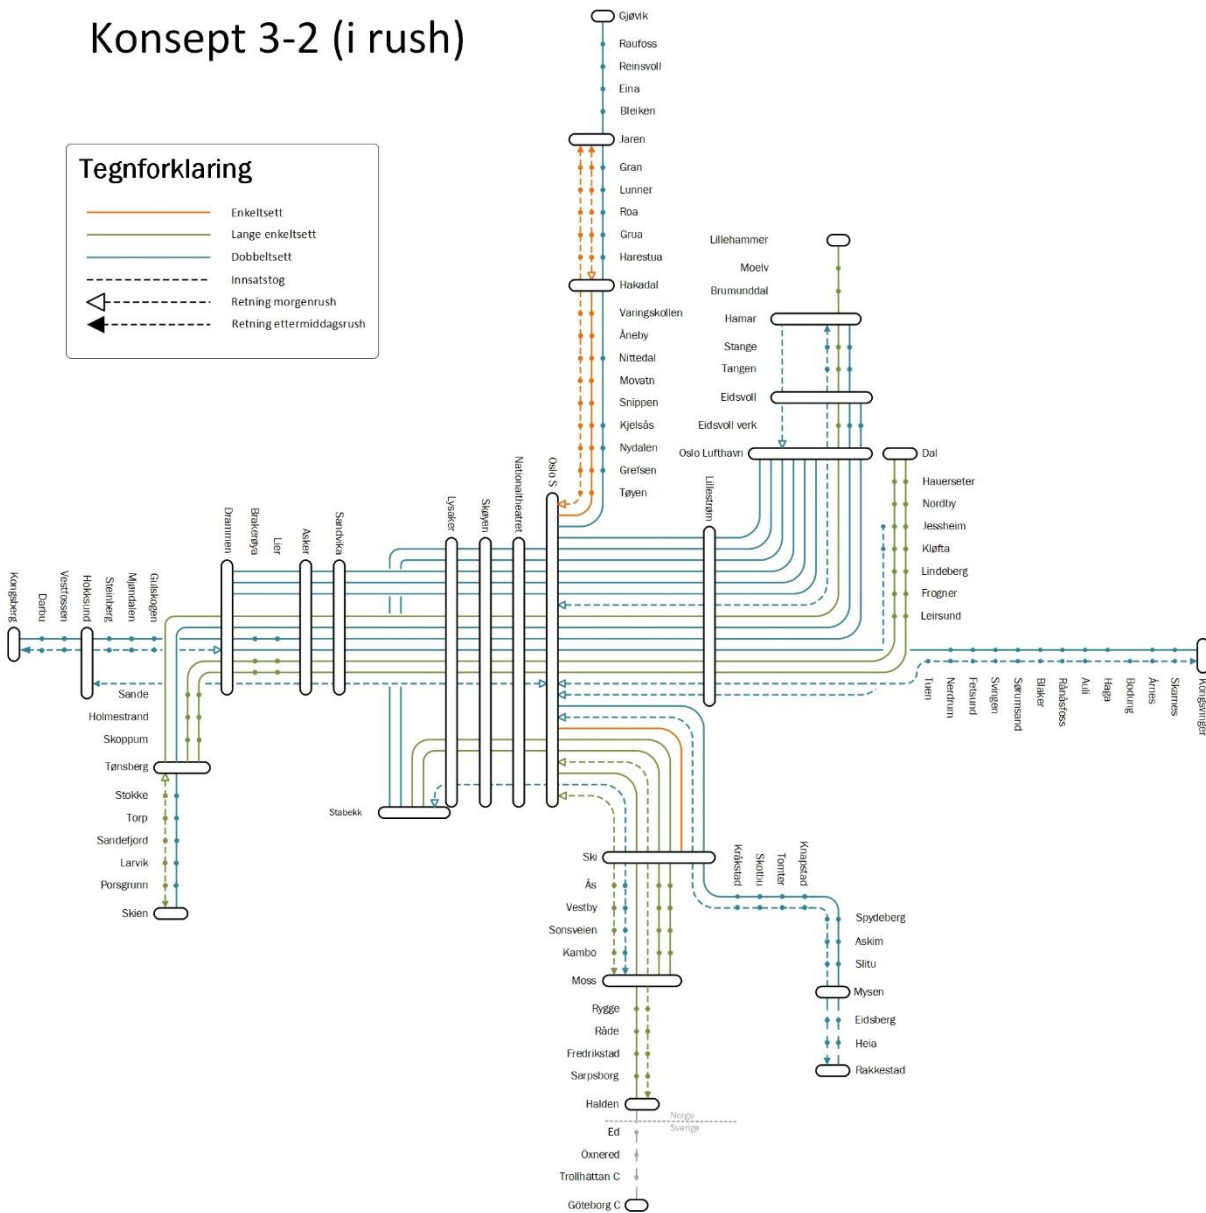 Konsept 3-2 (i rush)
Tegnforklaring
Enkeltsett
Lange enkeltsett
Dobbeltsett
Innsatstog
Retning morgenrush
Retning ettermiddagsrush
Gjøvik
Raufoss
Reinsvoll
Eina
Bleiken
Jaren
Gran
Lunner
Roa
Grua
Harestua
Hakadal
Varingskollen
Åneby
Nittedal
Movatn
Snippen
Kjelsås
Nydalen
Grefsen
Tøyen
Lillehammer
Moelv
Brumunddal
Hamar
Stange
Tangen
Eidsvoll
Eidsvoll verk
Oslo Lufthavn
Dal
Hauerseter
Nordby
Jessheim
Kløfta
Lindeberg
Frogner
Leirsund
Kongsberg
Darbu
Vestfossen
Hokksund
Steinberg
Mjøndalen
Gulskogen
Drammen
Brakerøya
Lier
Asker
Sandvika
Lysaker
Skøyen
Nationaltheatret
Oslo S
Lillestrøm
Tuen
Nerdrum
Fetsund
Svingen
Sørumsand
Blaker
Rånåsfoss
Auli
Haga
Bodung
Årnes
Skarnes
Kongsvinger
Sande
Holmestrand
Skoppum
Tønsberg
Stokke
Torp
Sandefjord
Larvik
Porsgrunn
Skien
Stabekk
Ski
Ås
Vestby
Sonsveien
Kambo
Moss
Rygge
Råde
Fredrikstad
Sarpsborg
Halden
Norge
Sverige
Ed
Öxnered
Trollhättan C
Göteborg C
Kråkstad
Skotbu
Tomter
Knapstad
Spydeberg
Askim
Slitu
Mysen
Eidsberg
Heia
Rakkestad